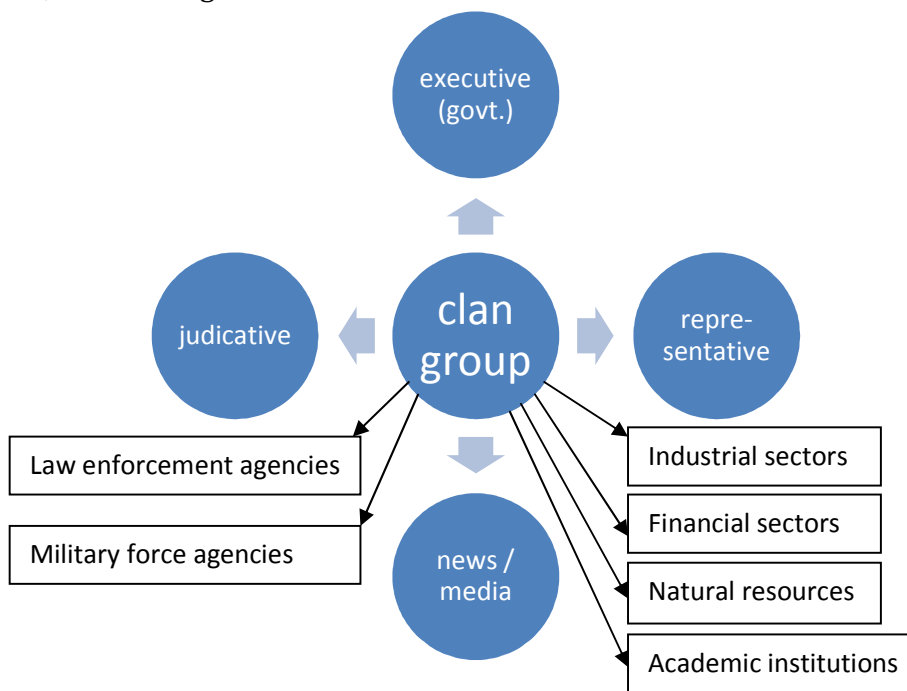 executive
(govt.)
judicative
clan
group
repre-
sentative
Law enforcement agencies
Military force agencies
news /
media
Industrial sectors
Financial sectors
Natural resources
Academic institutions